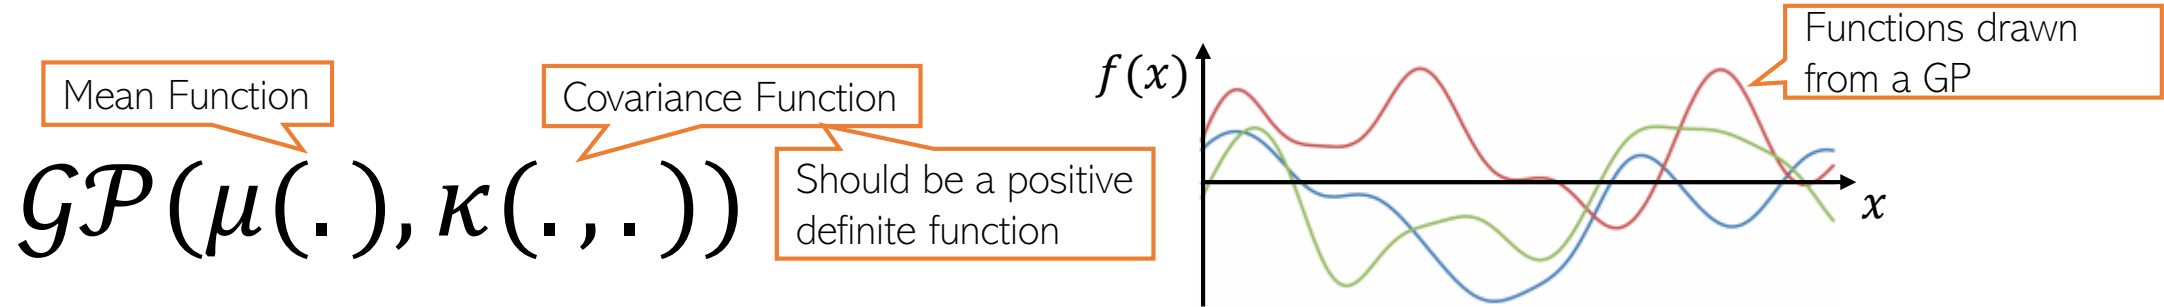 Mean Function
Covariance Function
𝒢𝒫(μ(.), κ(.,.))
Should be a positive
definite function
f(x)
Functions drawn
from a GP
x